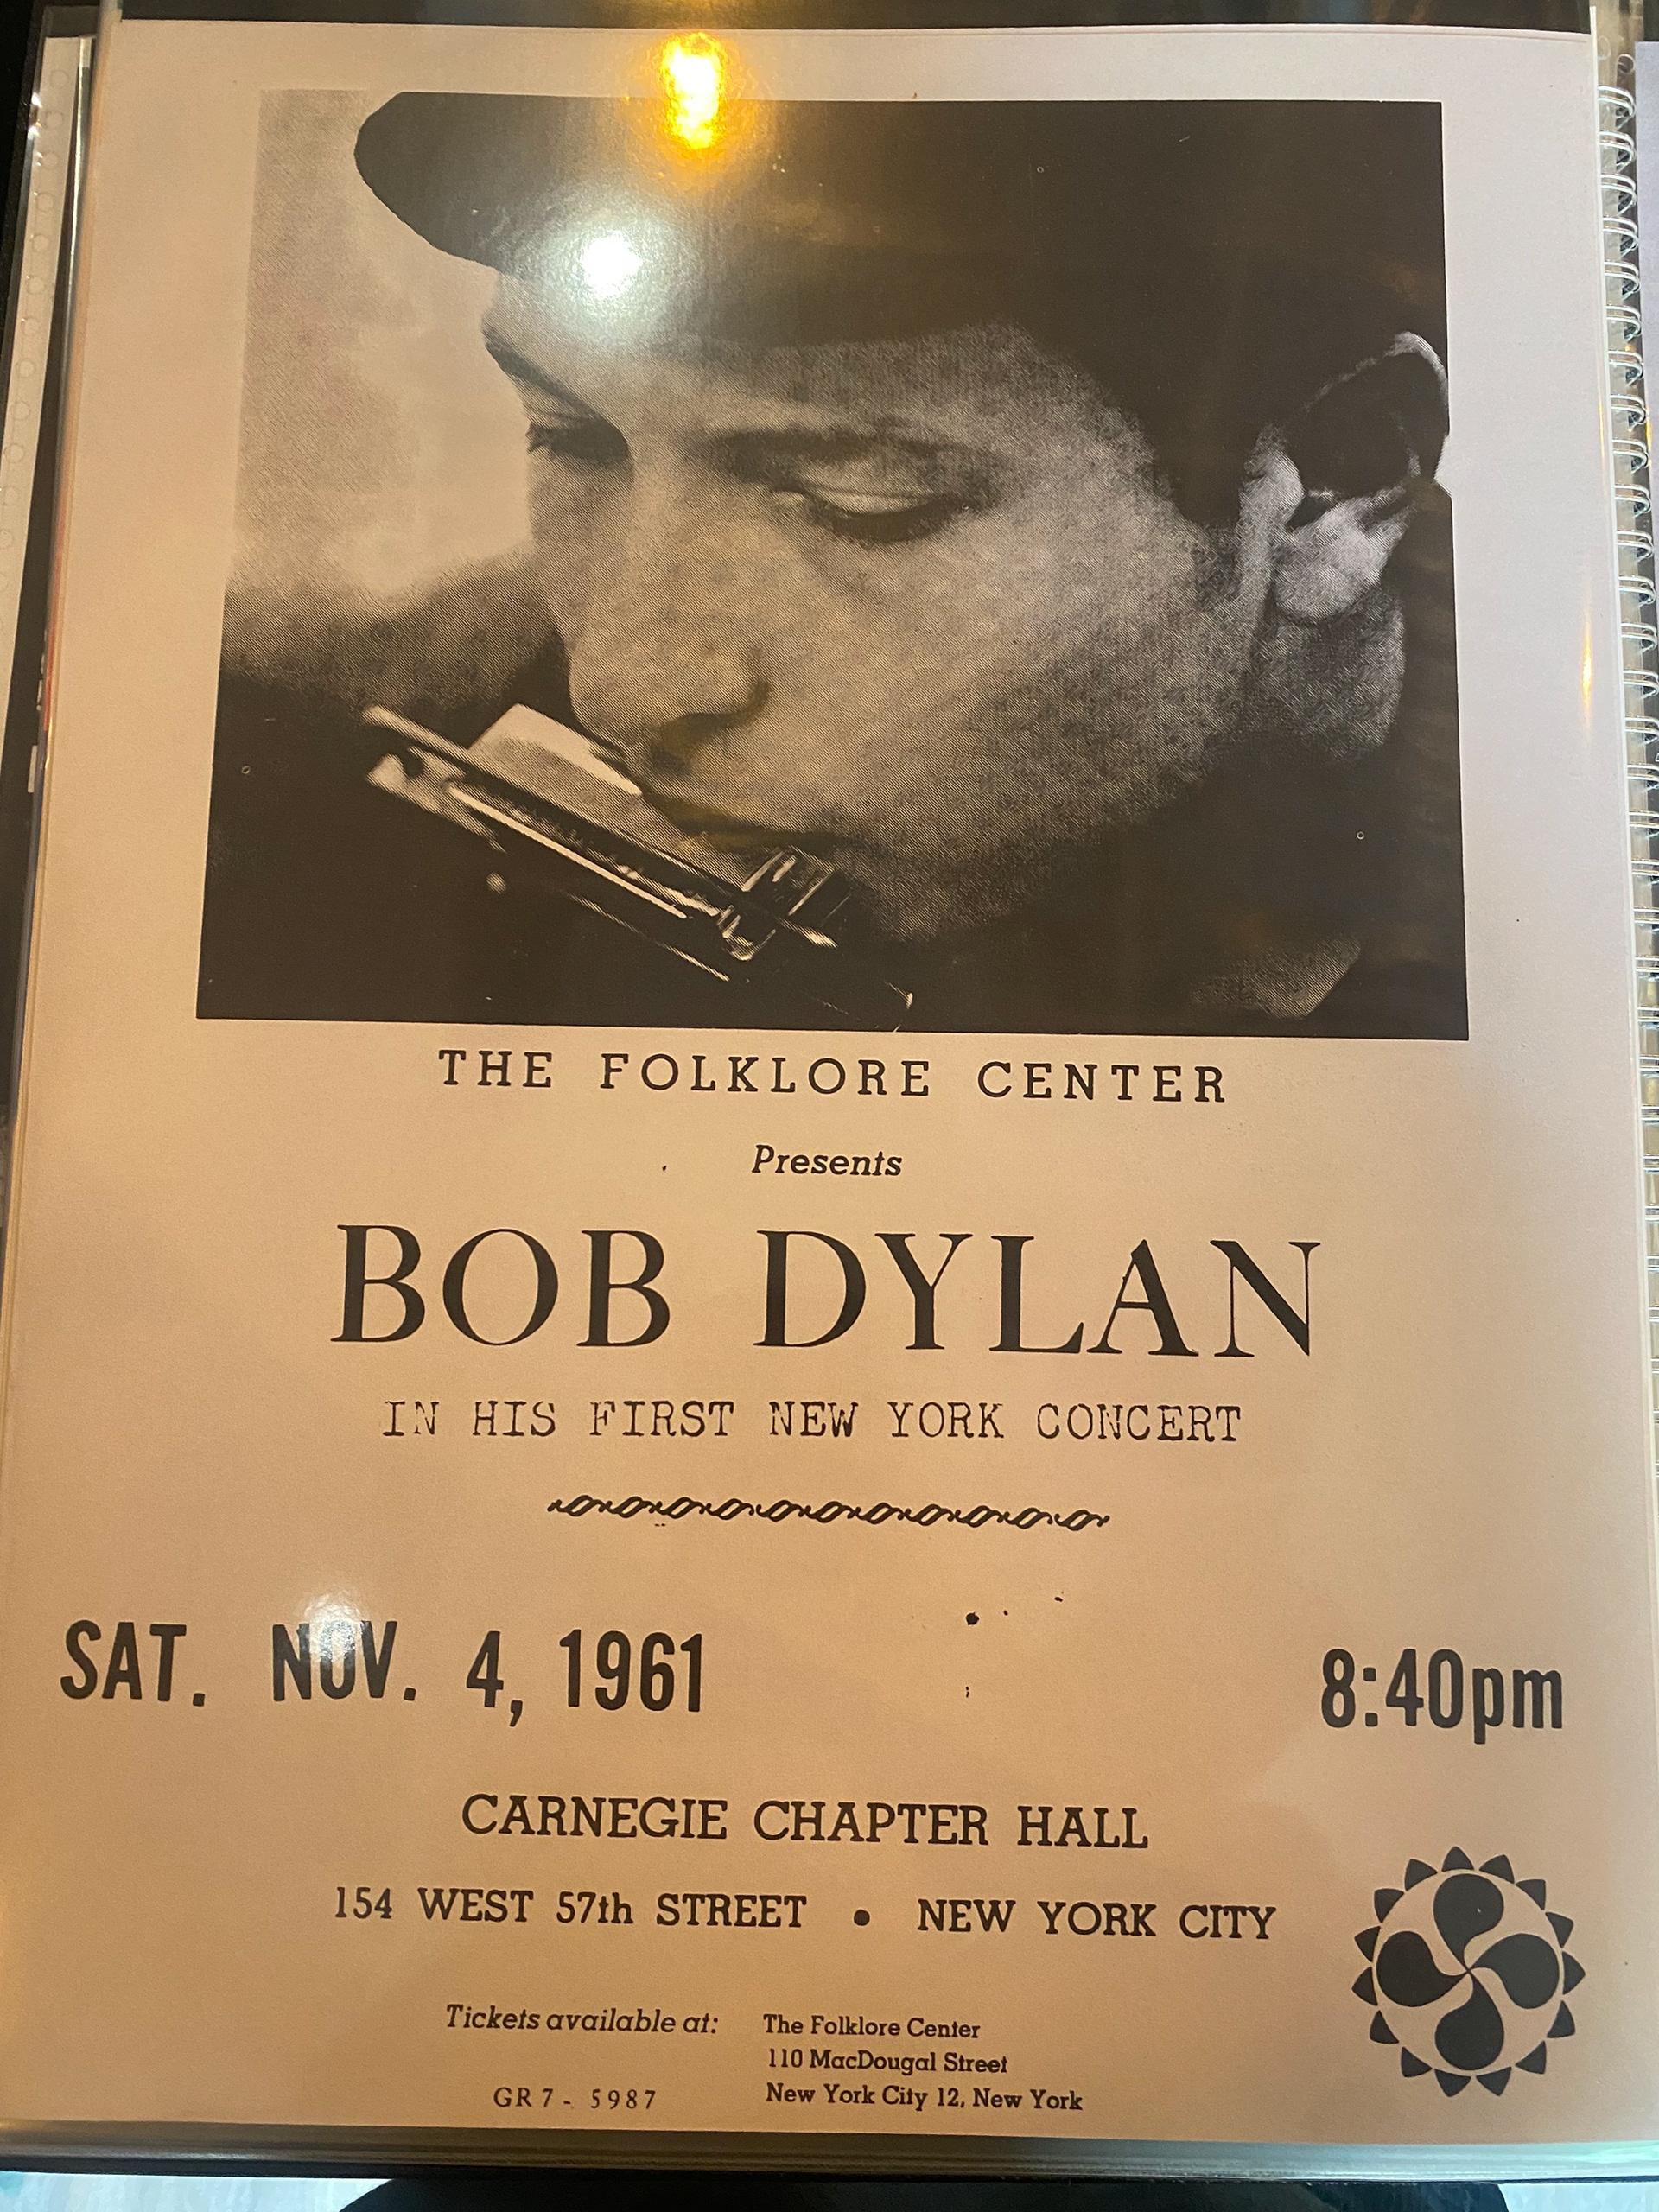 THE FOLKLORE CENTER
Presents
BOB DYLAN
IN HIS FIRST NEW YORK CONCERT
SAT. NOV. 4, 1961 8:40pm
CARNEGIE CHAPTER HALL
154 WEST 57th STREET • NEW YORK CITY
Tickets available at: The Folklore Center
110 MacDougal Street
GR 7 - 5987 New York City 12, New York